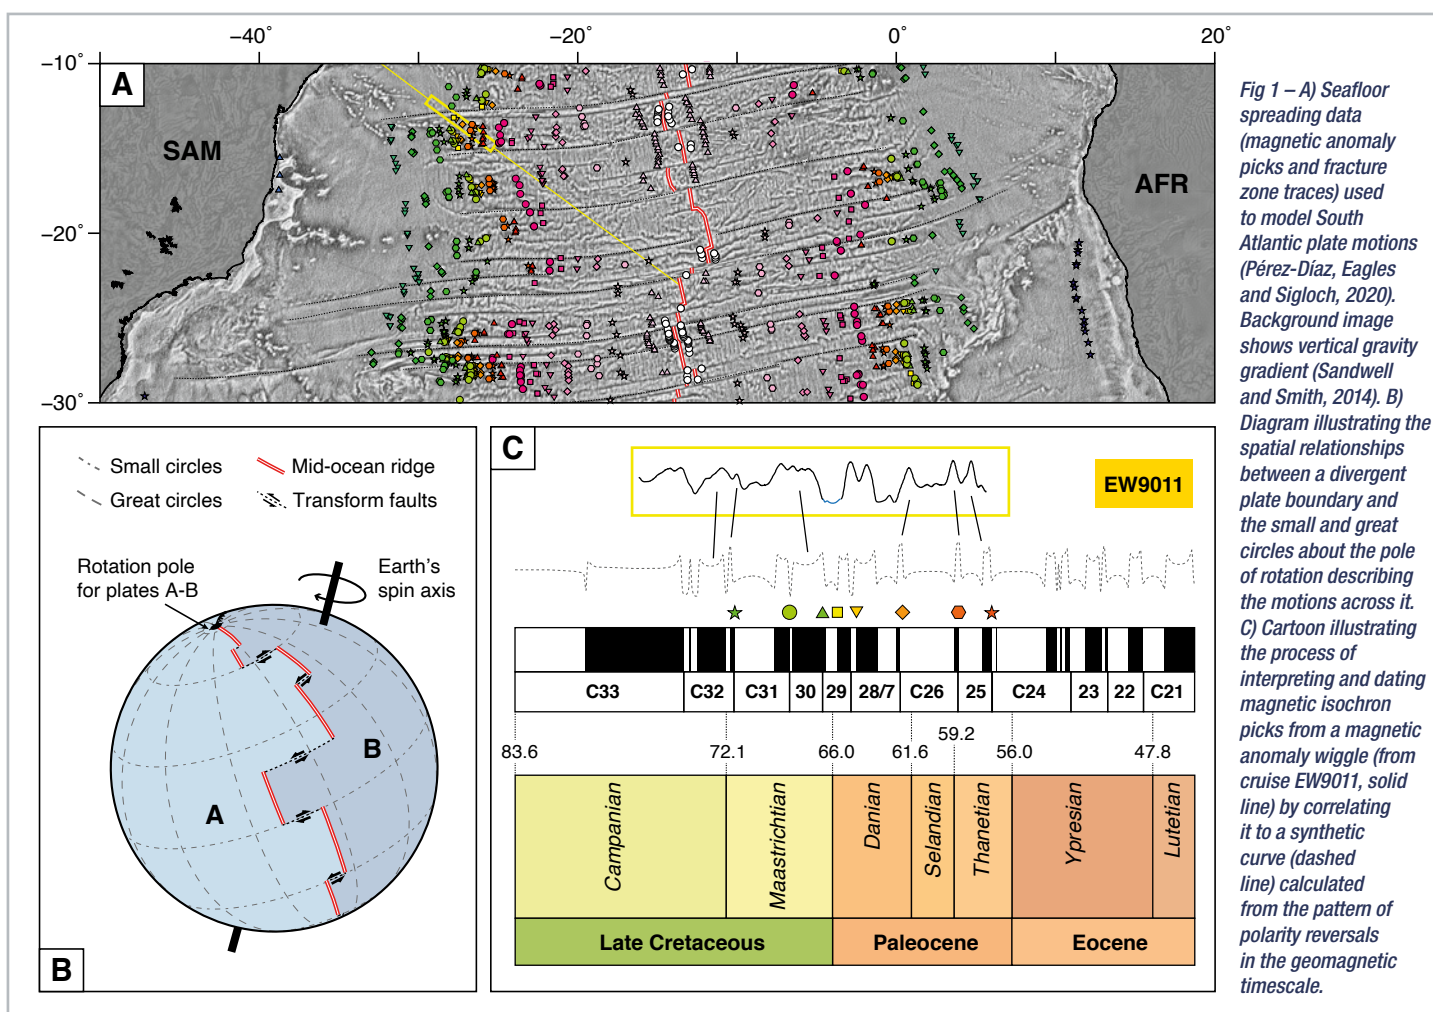 −40˚
−20˚
0˚
20˚
−10˚
−20˚
−30˚
A
SAM
AFR
Fig 1 – A) Seafloor
spreading data
(magnetic anomaly
picks and fracture
zone traces) used
to model South
Atlantic plate motions
(Pérez-Díaz, Eagles
and Sigloch, 2020).
Background image
shows vertical gravity
gradient (Sandwell
and Smith, 2014). B)
Diagram illustrating the
spatial relationships
between a divergent
plate boundary and
the small and great
circles about the pole
of rotation describing
the motions across it.
C) Cartoon illustrating
the process of
interpreting and dating
magnetic isochron
picks from a magnetic
anomaly wiggle (from
cruise EW9011, solid
line) by correlating
it to a synthetic
curve (dashed
line) calculated
from the pattern of
polarity reversals
in the geomagnetic
timescale.
Small circles
Great circles
Mid-ocean ridge
Transform faults
Rotation pole
for plates A-B
Earth's
spin axis
A
B
B
C
EW9011
C33
C32
C31
30
29
28/7
C26
25
C24
23
22
C21
83.6
72.1
66.0
61.6
59.2
56.0
47.8
Campanian
Maastrichtian
Danian
Selandian
Thanetian
Ypresian
Lutetian
Late Cretaceous
Paleocene
Eocene